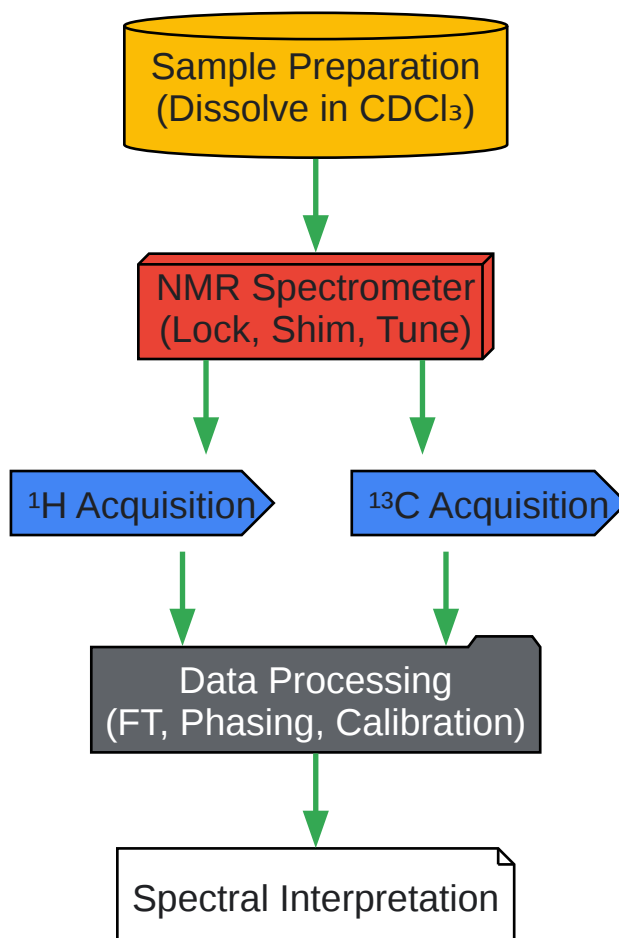 Sample Preparation
(Dissolve in CDCl₃)
NMR Spectrometer
(Lock, Shim, Tune)
¹H Acquisition
¹³C Acquisition
Data Processing
(FT, Phasing, Calibration)
Spectral Interpretation